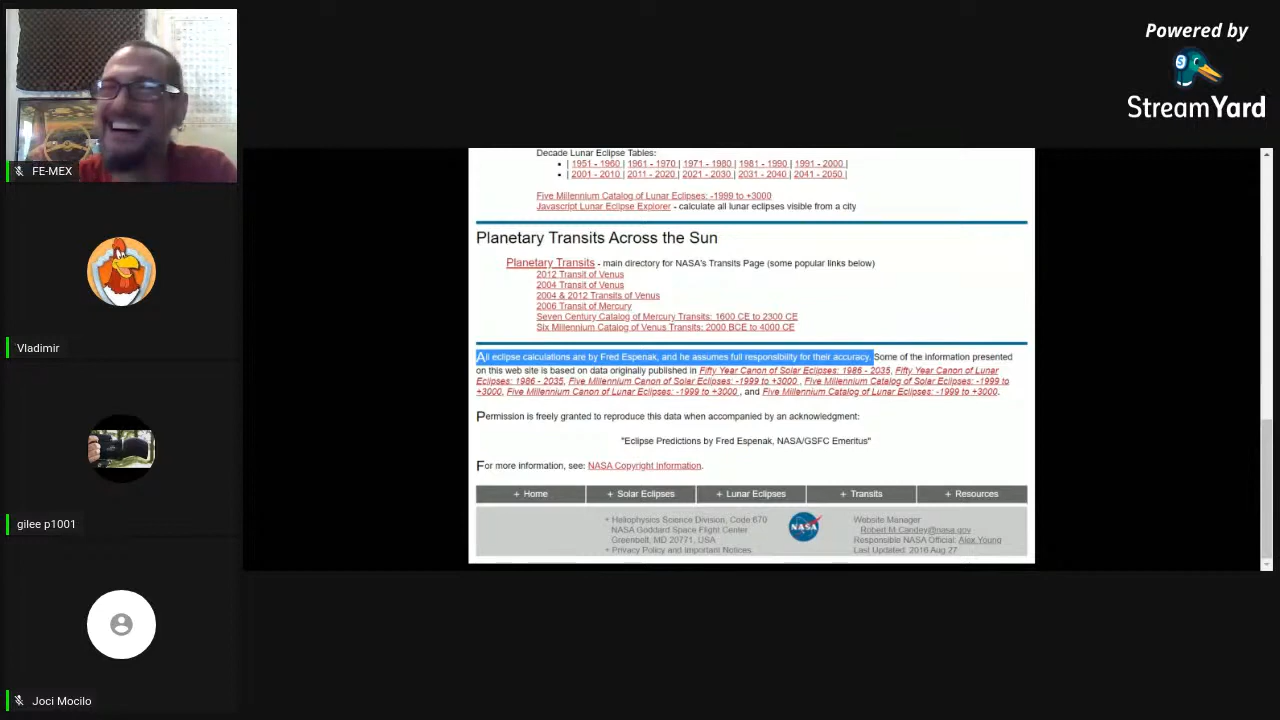 Powered by
StreamYard
FE-MEX
Vladimir
gilee p1001
Joci Mocilo
Decade Lunar Eclipse Tables:
| 1951 - 1960 | 1961 - 1970 | 1971 - 1980 | 1981 - 1990 | 1991 - 2000 |
| 2001 - 2010 | 2011 - 2020 | 2021 - 2030 | 2031 - 2040 | 2041 - 2050 |
Five Millennium Catalog of Lunar Eclipses: -1999 to +3000
Javascript Lunar Eclipse Explorer - calculate all lunar eclipses visible from a city
Planetary Transits Across the Sun
Planetary Transits - main directory for NASA's Transits Page (some popular links below)
2012 Transit of Venus
2004 Transit of Venus
2004 & 2012 Transits of Venus
2006 Transit of Mercury
Seven Century Catalog of Mercury Transits: 1600 CE to 2300 CE
Six Millennium Catalog of Venus Transits: 2000 BCE to 4000 CE
All eclipse calculations are by Fred Espenak, and he assumes full responsibility for their accuracy. Some of the information presented
on this web site is based on data originally published in Fifty Year Canon of Solar Eclipses: 1986 - 2035, Fifty Year Canon of Lunar
Eclipses: 1986 - 2035, Five Millennium Canon of Solar Eclipses: -1999 to +3000 , Five Millennium Catalog of Solar Eclipses: -1999 to
+3000, Five Millennium Canon of Lunar Eclipses: -1999 to +3000 , and Five Millennium Catalog of Lunar Eclipses: -1999 to +3000.
Permission is freely granted to reproduce this data when accompanied by an acknowledgment:
"Eclipse Predictions by Fred Espenak, NASA/GSFC Emeritus"
For more information, see: NASA Copyright Information.
+ Home + Solar Eclipses + Lunar Eclipses + Transits + Resources
+ Heliophysics Science Division, Code 670
NASA Goddard Space Flight Center
Greenbelt, MD 20771, USA
+ Privacy Policy and Important Notices.
NASA
Website Manager
Robert.M.Candey@nasa.gov
Responsible NASA Official: Alex Young
Last Updated: 2016 Aug 27